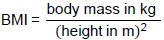 BMI = body mass in kg / (height in m)²